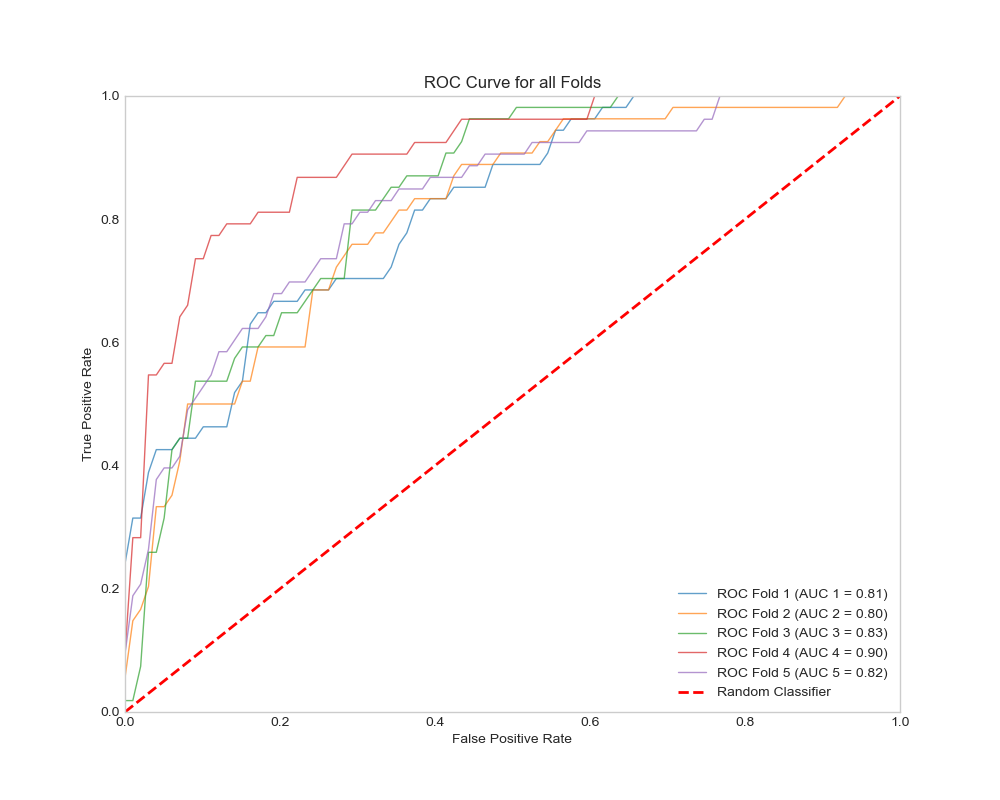 ROC Curve for all Folds
1.0
0.8
0.6
0.4
0.2
0.0
True Positive Rate
0.0 0.2 0.4 0.6 0.8 1.0
False Positive Rate
ROC Fold 1 (AUC 1 = 0.81)
ROC Fold 2 (AUC 2 = 0.80)
ROC Fold 3 (AUC 3 = 0.83)
ROC Fold 4 (AUC 4 = 0.90)
ROC Fold 5 (AUC 5 = 0.82)
Random Classifier